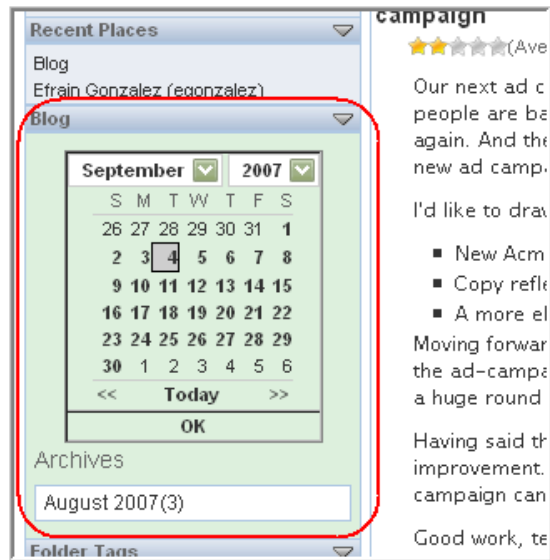 Recent Places
Blog
Efrain Gonzalez (egonzalez)
Blog
September 2007
S M T W T F S
26 27 28 29 30 31 1
2 3 4 5 6 7 8
9 10 11 12 13 14 15
16 17 18 19 20 21 22
23 24 25 26 27 28 29
30 1 2 3 4 5 6
<< Today >>
OK
Archives
August 2007(3)
Folder Tags
campaign
(Ave
Our next ad c
people are ba
again. And the
new ad camp
I'd like to drav
New Acm
Copy refle
A more el
Moving forwar
the ad-campa
a huge round
Having said th
improvement.
campaign can
Good work, te